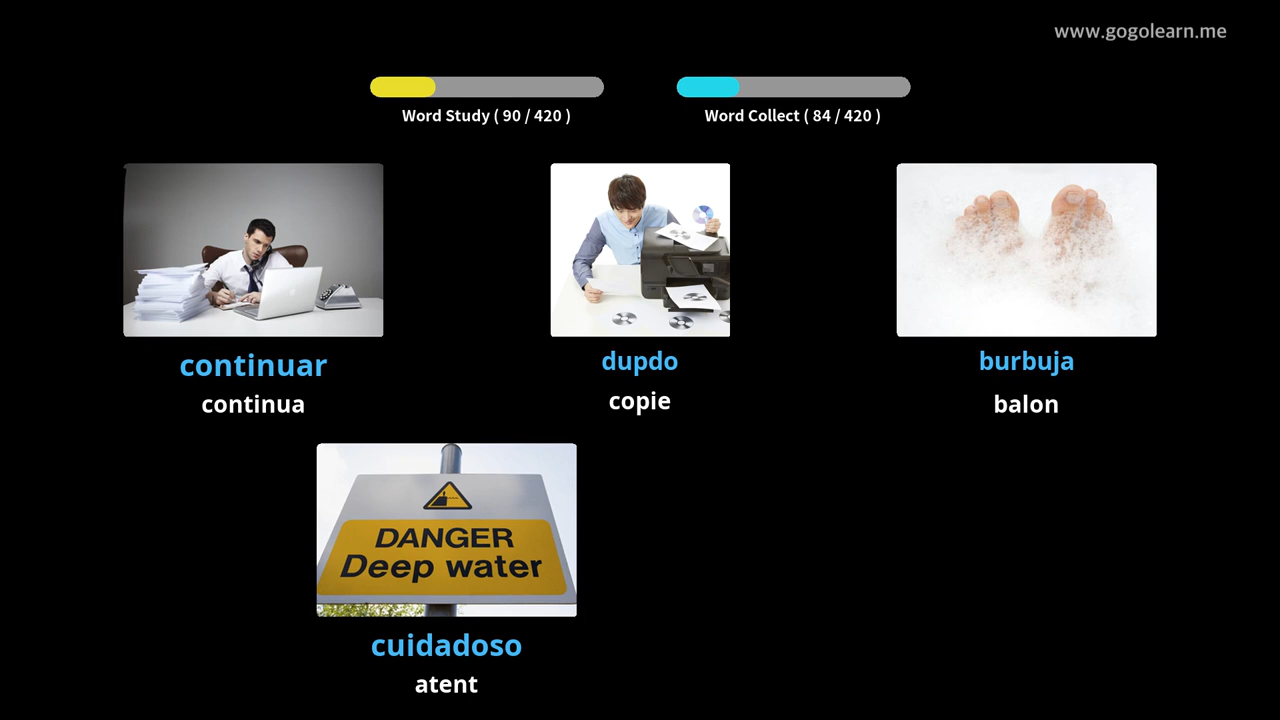 www.gogolearn.me
Word Study ( 90 / 420 )
Word Collect ( 84 / 420 )
continuar
continua
dupdo
copie
burbuja
balon
DANGER
Deep water
cuidadoso
atent